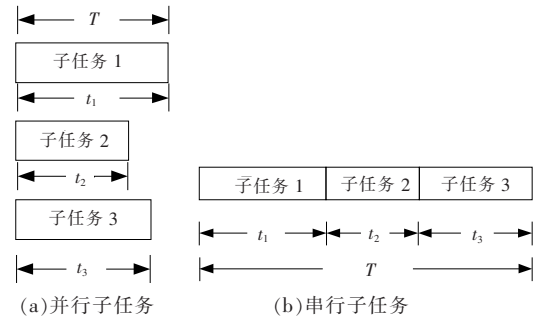 T
子任务 1
t₁
子任务 2
t₂
子任务 3
t₃
(a)并行子任务
子任务 1 子任务 2 子任务 3
t₁ t₂ t₃
T
(b)串行子任务